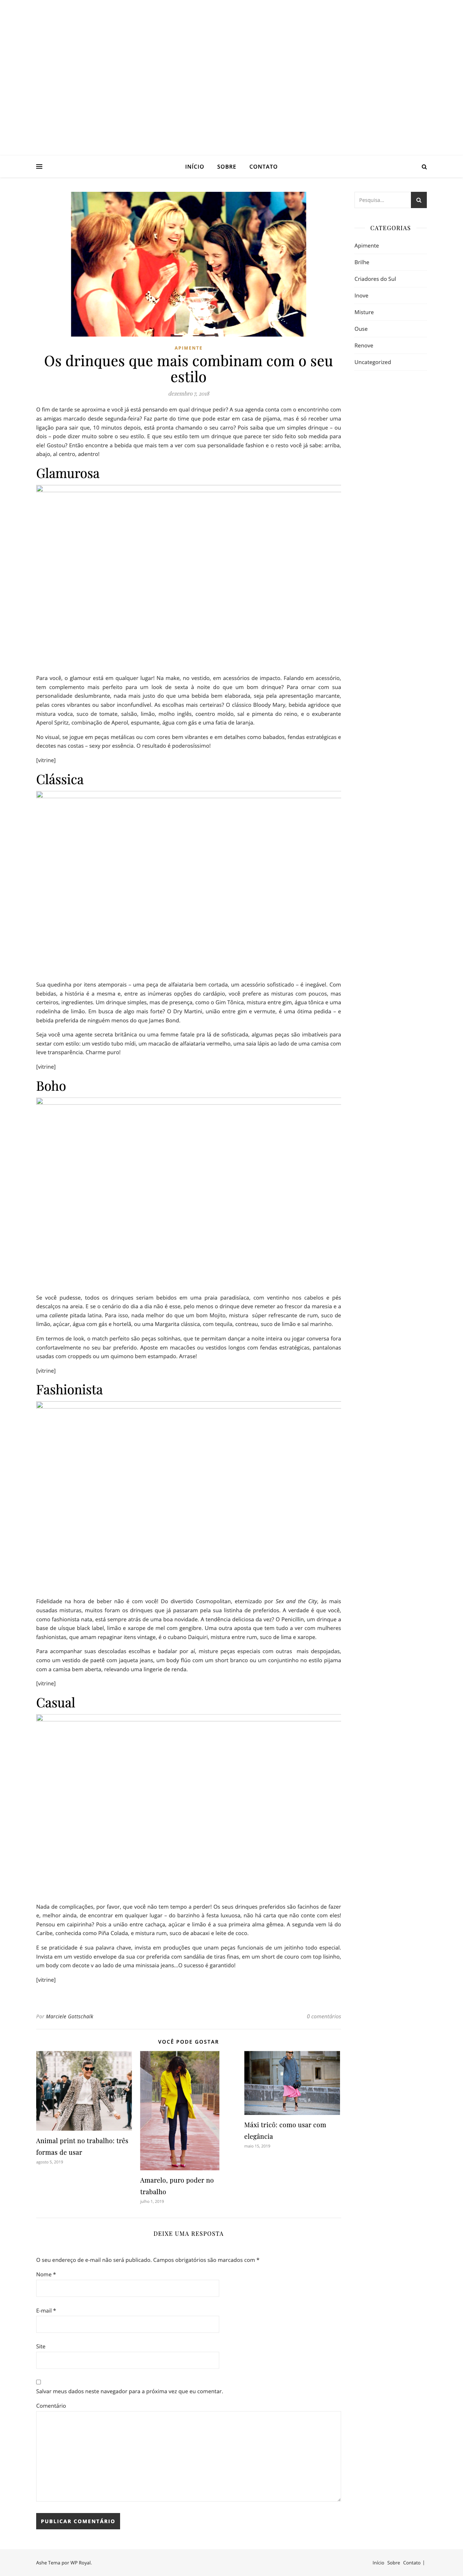 INÍCIO SOBRE CONTATO
Pesquisa...
CATEGORIAS
Apimente
Brilhe
Criadores do Sul
Inove
Misture
Ouse
Renove
Uncategorized
APIMENTE
Os drinques que mais combinam com o seu
estilo
dezembro 7, 2018
O fim de tarde se aproxima e você já está pensando em qual drinque pedir? A sua agenda conta com o encontrinho com
as amigas marcado desde segunda-feira? Faz parte do time que pode até estar em casa de pijama, mas é só receber uma
ligação para sair que, 10 minutos depois, está pronta chamando o seu carro? Pois saiba que um simples drinque – ou
dois – pode dizer muito sobre o seu estilo. E que seu estilo tem um drinque que parece ter sido feito sob medida para
ele! Gostou? Então encontre a bebida que mais tem a ver com sua personalidade fashion e o resto você já sabe: arriba,
abajo, al centro, adentro!
Glamurosa
Para você, o glamour está em qualquer lugar! Na make, no vestido, em acessórios de impacto. Falando em acessório,
tem complemento mais perfeito para um look de sexta à noite do que um bom drinque? Para ornar com sua
personalidade deslumbrante, nada mais justo do que uma bebida bem elaborada, seja pela apresentação marcante,
pelas cores vibrantes ou sabor inconfundível. As escolhas mais certeiras? O clássico Bloody Mary, bebida agridoce que
mistura vodca, suco de tomate, salsão, limão, molho inglês, coentro moído, sal e pimenta do reino, e o exuberante
Aperol Spritz, combinação de Aperol, espumante, água com gás e uma fatia de laranja.
No visual, se jogue em peças metálicas ou com cores bem vibrantes e em detalhes como babados, fendas estratégicas e
decotes nas costas – sexy por essência. O resultado é poderosíssimo!
[vitrine]
Clássica
Sua quedinha por itens atemporais – uma peça de alfaiataria bem cortada, um acessório sofisticado – é inegável. Com
bebidas, a história é a mesma e, entre as inúmeras opções do cardápio, você prefere as misturas com poucos, mas
certeiros, ingredientes. Um drinque simples, mas de presença, como o Gim Tônica, mistura entre gim, água tônica e uma
rodelinha de limão. Em busca de algo mais forte? O Dry Martini, união entre gim e vermute, é uma ótima pedida – e
bebida preferida de ninguém menos do que James Bond.
Seja você uma agente secreta britânica ou uma femme fatale pra lá de sofisticada, algumas peças são imbatíveis para
sextar com estilo: um vestido tubo mídi, um macacão de alfaiataria vermelho, uma saia lápis ao lado de uma camisa com
leve transparência. Charme puro!
[vitrine]
Boho
Se você pudesse, todos os drinques seriam bebidos em uma praia paradisíaca, com ventinho nos cabelos e pés
descalços na areia. E se o cenário do dia a dia não é esse, pelo menos o drinque deve remeter ao frescor da maresia e a
uma caliente pitada latina. Para isso, nada melhor do que um bom Mojito, mistura super refrescante de rum, suco de
limão, açúcar, água com gás e hortelã, ou uma Margarita clássica, com tequila, contreau, suco de limão e sal marinho.
Em termos de look, o match perfeito são peças soltinhas, que te permitam dançar a noite inteira ou jogar conversa fora
confortavelmente no seu bar preferido. Aposte em macacões ou vestidos longos com fendas estratégicas, pantalonas
usadas com croppeds ou um quimono bem estampado. Arrase!
[vitrine]
Fashionista
Fidelidade na hora de beber não é com você! Do divertido Cosmopolitan, eternizado por Sex and the City, às mais
ousadas misturas, muitos foram os drinques que já passaram pela sua listinha de preferidos. A verdade é que você,
como fashionista nata, está sempre atrás de uma boa novidade. A tendência deliciosa da vez? O Penicillin, um drinque a
base de uísque black label, limão e xarope de mel com gengibre. Uma outra aposta que tem tudo a ver com mulheres
fashionistas, que amam repaginar itens vintage, é o cubano Daiquiri, mistura entre rum, suco de lima e xarope.
Para acompanhar suas descoladas escolhas e badalar por aí, misture peças especiais com outras mais despojadas,
como um vestido de paetê com jaqueta jeans, um body flúo com um short branco ou um conjuntinho no estilo pijama
com a camisa bem aberta, relevando uma lingerie de renda.
[vitrine]
Casual
Nada de complicações, por favor, que você não tem tempo a perder! Os seus drinques preferidos são facinhos de fazer
e, melhor ainda, de encontrar em qualquer lugar – do barzinho à festa luxuosa, não há carta que não conte com eles!
Pensou em caipirinha? Pois a união entre cachaça, açúcar e limão é a sua primeira alma gêmea. A segunda vem lá do
Caribe, conhecida como Piña Colada, e mistura rum, suco de abacaxi e leite de coco.
E se praticidade é sua palavra chave, invista em produções que unam peças funcionais de um jeitinho todo especial.
Invista em um vestido envelope da sua cor preferida com sandália de tiras finas, em um short de couro com top lisinho,
um body com decote v ao lado de uma minissaia jeans...O sucesso é garantido!
[vitrine]
Por Marciele Gottschalk 0 comentários
VOCÊ PODE GOSTAR
Animal print no trabalho: três
formas de usar
agosto 5, 2019
Amarelo, puro poder no
trabalho
julho 1, 2019
Máxi tricô: como usar com
elegância
maio 15, 2019
DEIXE UMA RESPOSTA
O seu endereço de e-mail não será publicado. Campos obrigatórios são marcados com *
Nome *
E-mail *
Site
Salvar meus dados neste navegador para a próxima vez que eu comentar.
Comentário
PUBLICAR COMENTÁRIO
Ashe Tema por WP Royal.
Início Sobre Contato |